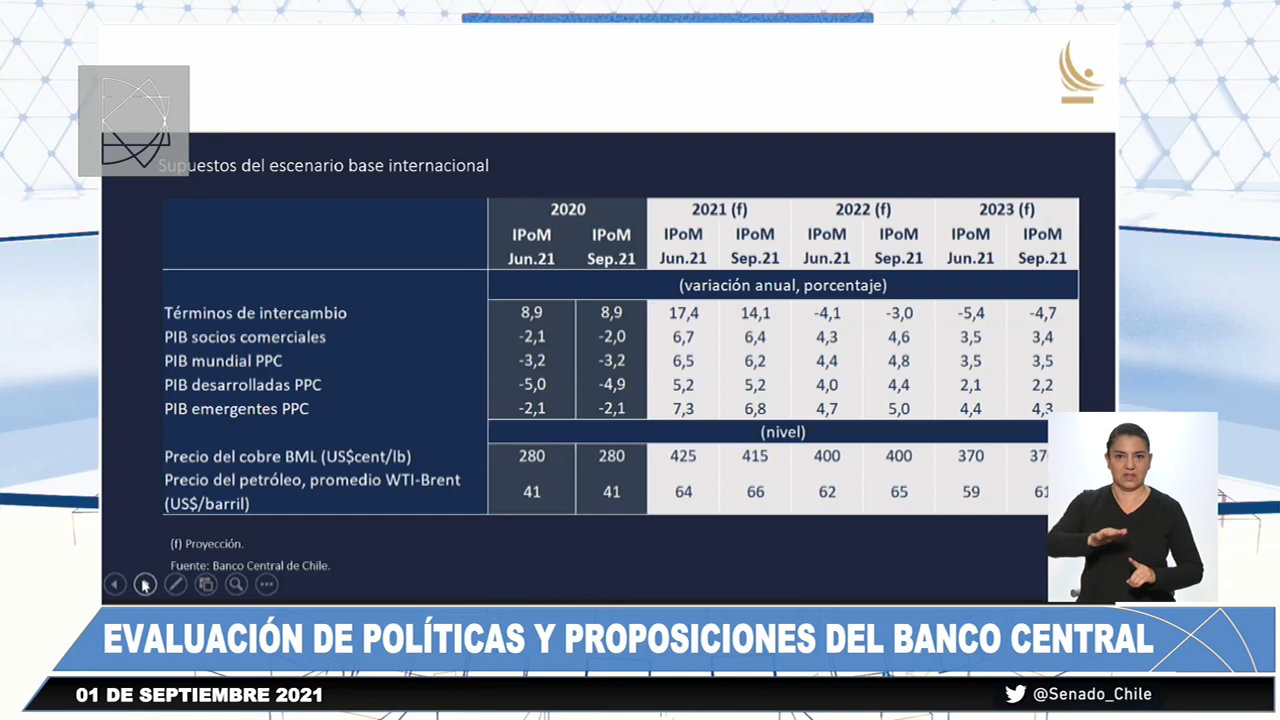 Supuestos del escenario base internacional
2020 2021 (f) 2022 (f) 2023 (f)
IPoM IPoM IPoM IPoM IPoM IPoM IPoM IPoM
Jun.21 Sep.21 Jun.21 Sep.21 Jun.21 Sep.21 Jun.21 Sep.21
(variación anual, porcentaje)
Términos de intercambio 8,9 8,9 17,4 14,1 -4,1 -3,0 -5,4 -4,7
PIB socios comerciales -2,1 -2,0 6,7 6,4 4,3 4,6 3,5 3,4
PIB mundial PPC -3,2 -3,2 6,5 6,2 4,4 4,8 3,5 3,5
PIB desarrolladas PPC -5,0 -4,9 5,2 5,2 4,0 4,4 2,1 2,2
PIB emergentes PPC -2,1 -2,1 7,3 6,8 4,7 5,0 4,4 4,3
(nivel)
Precio del cobre BML (US$cent/lb) 280 280 425 415 400 400 370
Precio del petróleo, promedio WTI-Brent
(US$/barril) 41 41 64 66 62 65 59 61
(f) Proyección.
Fuente: Banco Central de Chile.
EVALUACIÓN DE POLÍTICAS Y PROPOSICIONES DEL BANCO CENTRAL
01 DE SEPTIEMBRE 2021
@Senado_Chile